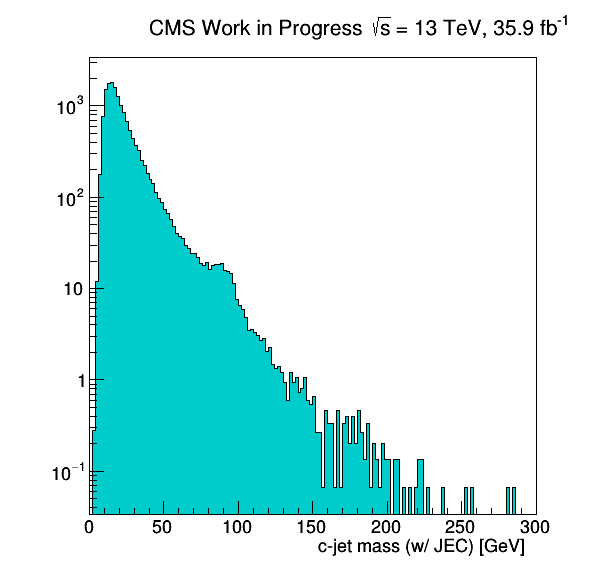 CMS Work in Progress √s = 13 TeV, 35.9 fb⁻¹
10³
10²
10
1
10⁻¹
0 50 100 150 200 250 300
c-jet mass (w/ JEC) [GeV]